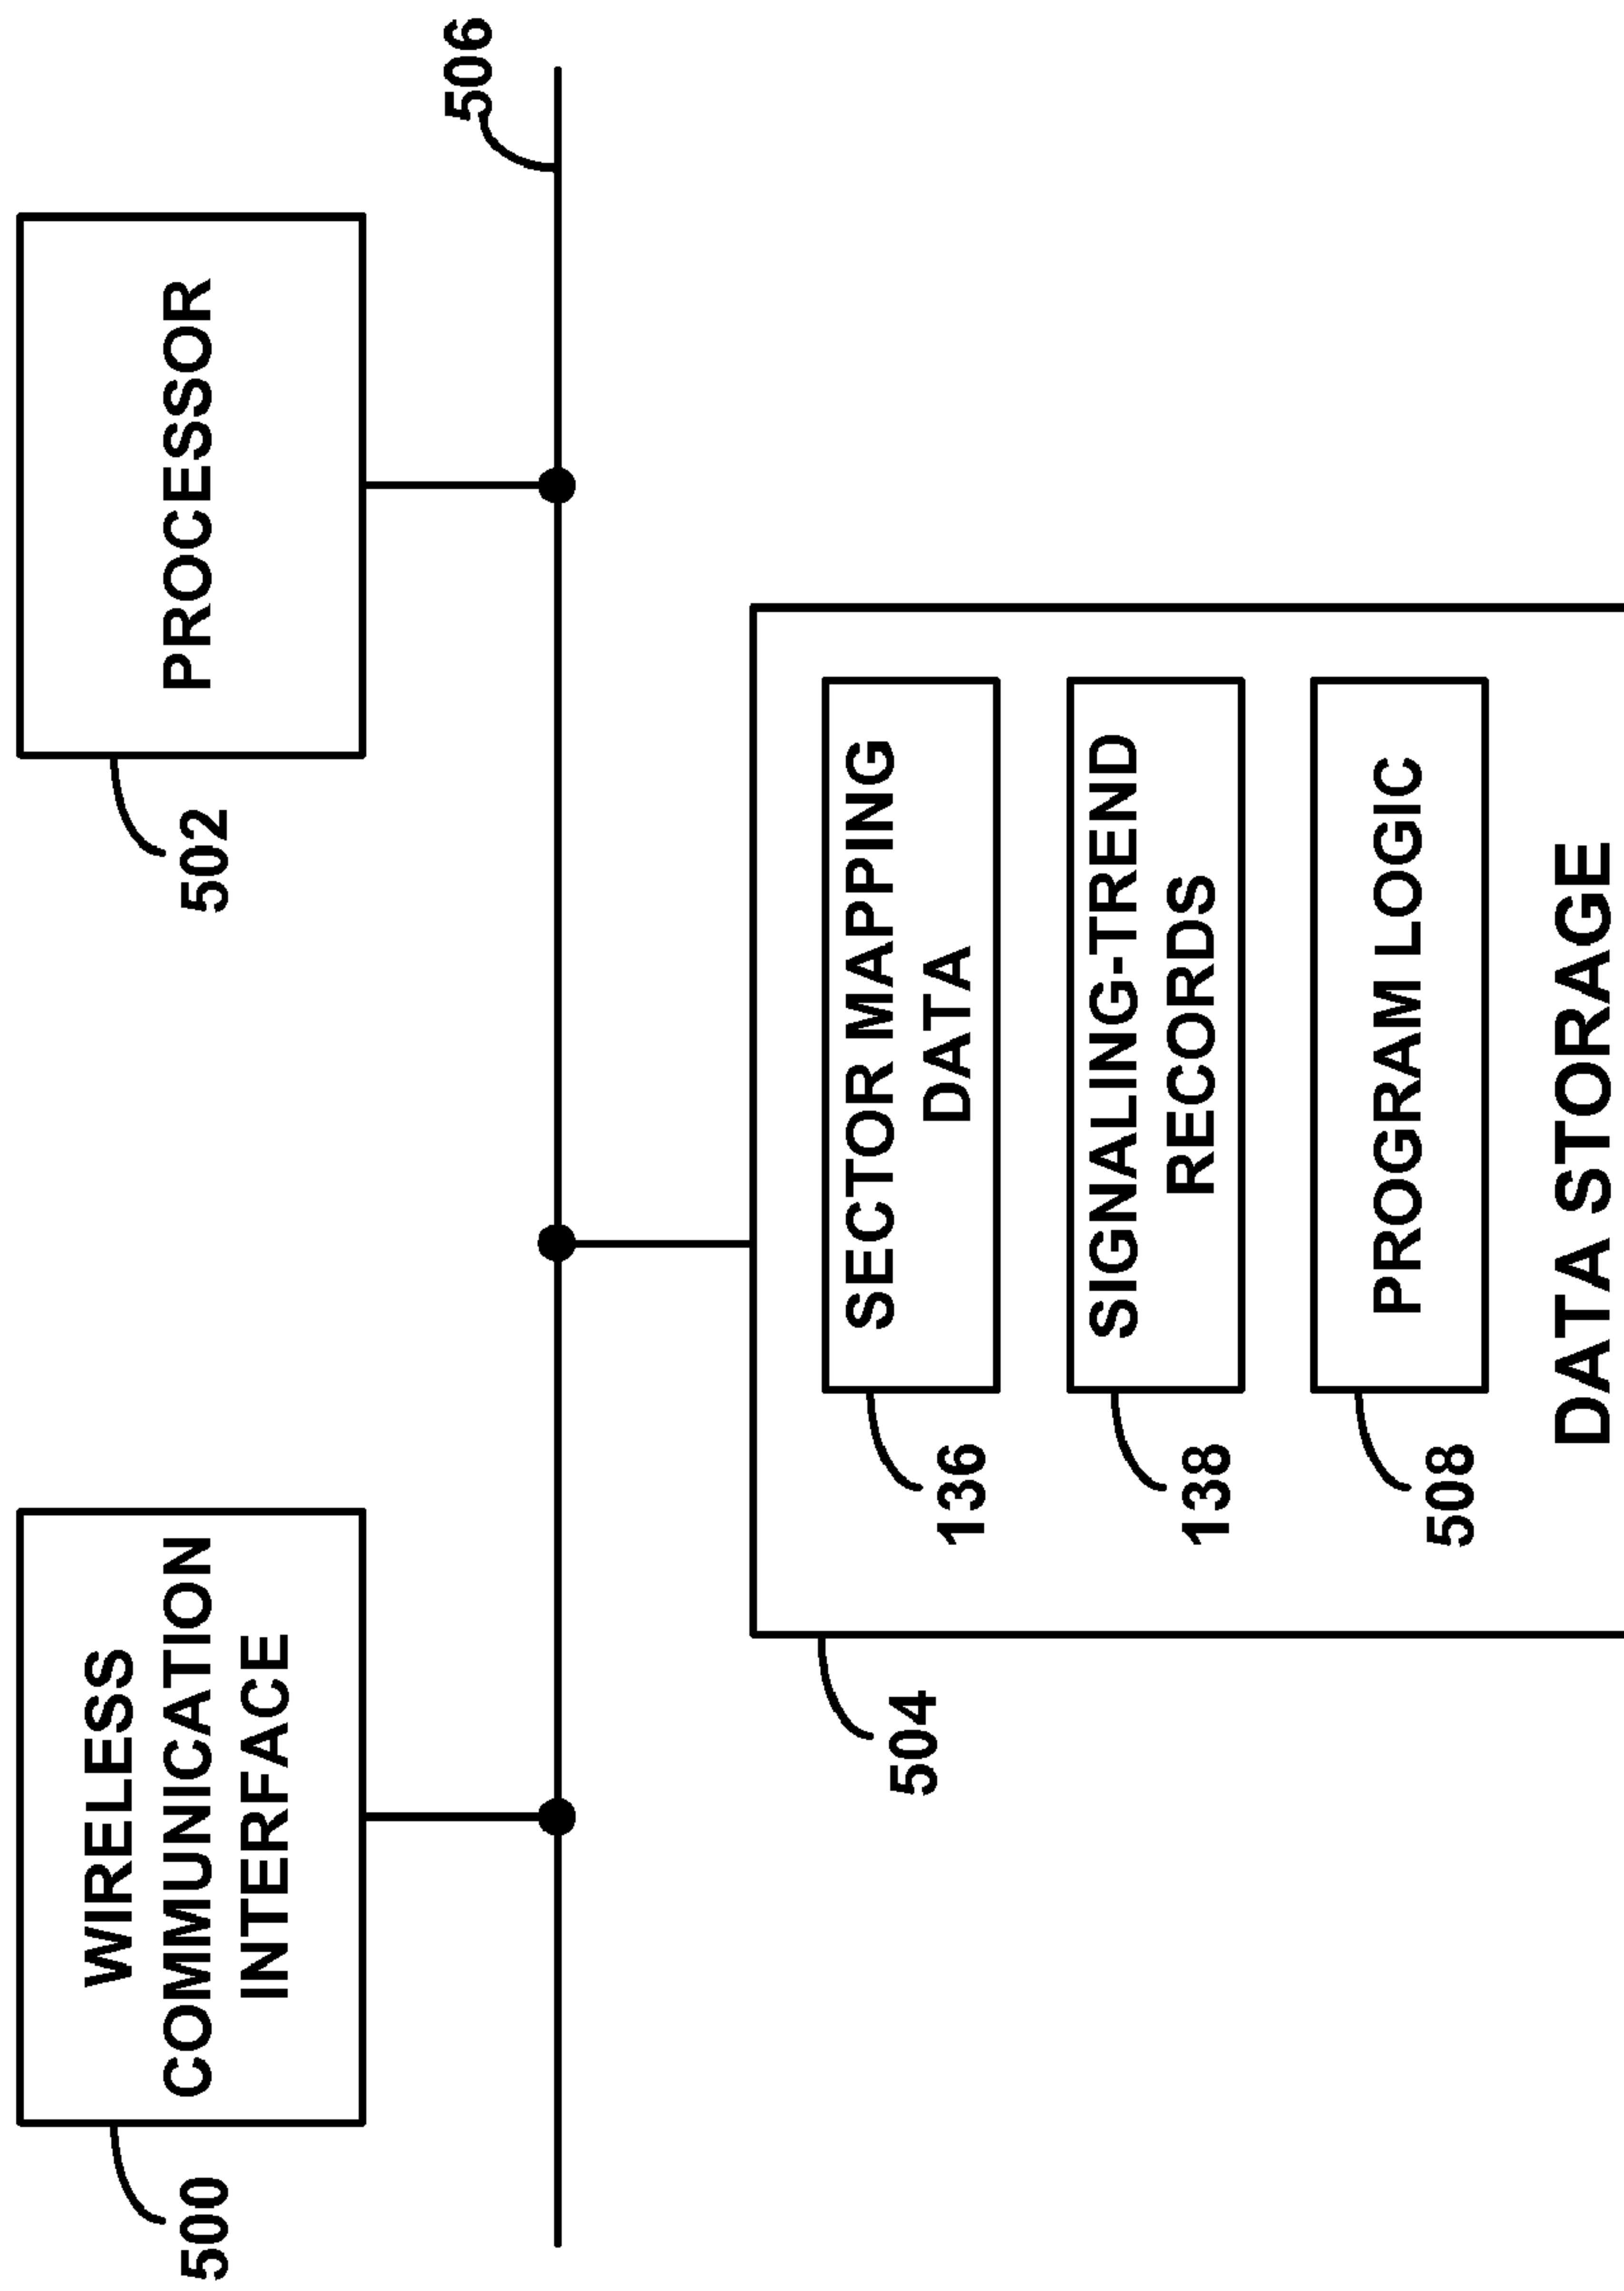 WIRELESS
COMMUNICATION
INTERFACE
500
PROCESSOR
502
506
SECTOR MAPPING
DATA
136
SIGNALING-TREND
RECORDS
138
PROGRAM LOGIC
508
DATA STORAGE
504